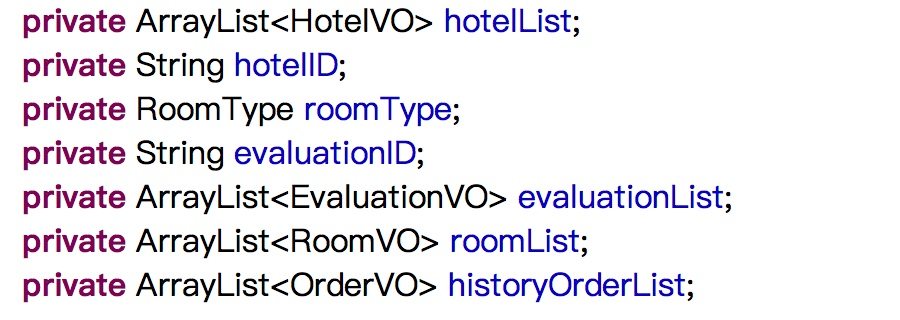 private ArrayList<HotelVO> hotelList;
private String hotelID;
private RoomType roomType;
private String evaluationID;
private ArrayList<EvaluationVO> evaluationList;
private ArrayList<RoomVO> roomList;
private ArrayList<OrderVO> historyOrderList;